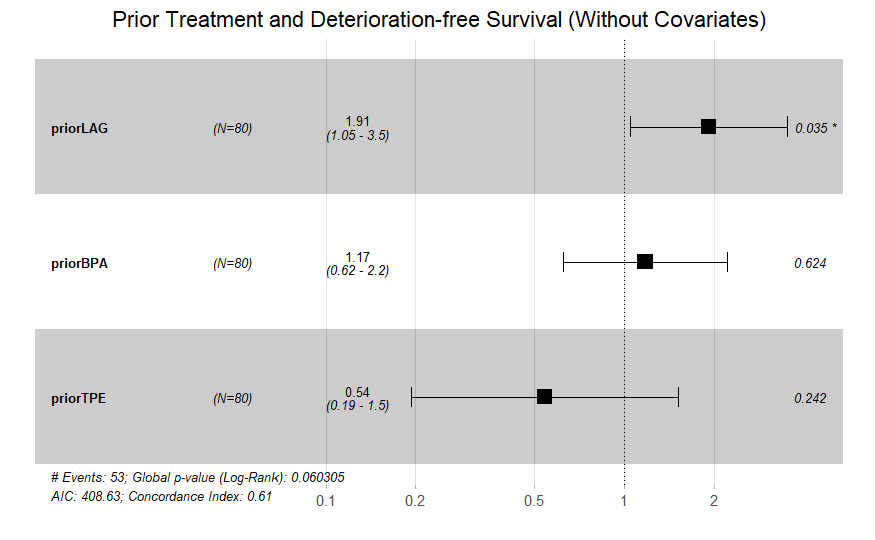 Prior Treatment and Deterioration-free Survival (Without Covariates)
priorLAG (N=80) 1.91 0.035 *
(1.05 - 3.5)
priorBPA (N=80) 1.17 0.624
(0.62 - 2.2)
priorTPE (N=80) 0.54 0.242
(0.19 - 1.5)
# Events: 53; Global p-value (Log-Rank): 0.060305
AIC: 408.63; Concordance Index: 0.61
0.1 0.2 0.5 1 2